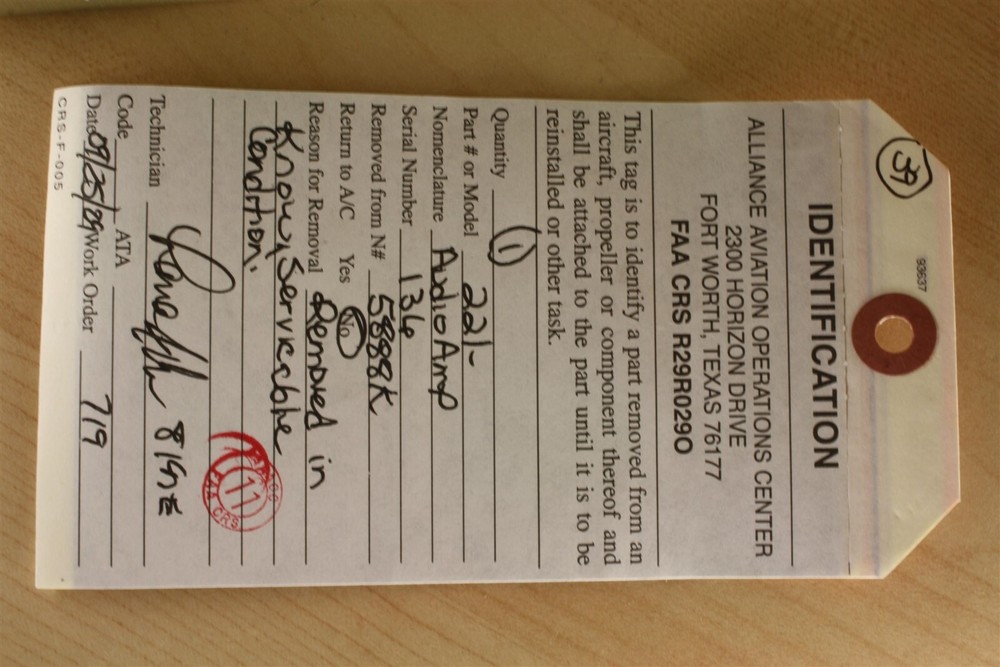 39
93637
IDENTIFICATION
ALLIANCE AVIATION OPERATIONS CENTER
2300 HORIZON DRIVE
FORT WORTH, TEXAS 76177
FAA CRS R29R029O
This tag is to identify a part removed from an
aircraft, propeller or component thereof and
shall be attached to the part until it is to be
reinstalled or other task.
Quantity (1)
Part # or Model 221-
Nomenclature Audio Amp
Serial Number 136
Removed from N# 5888K
Return to A/C Yes No
Reason for Removal Removed in
Known Servicable
Condition.
11
Technician
Code ATA
Date 09/25/99 Work Order 719
CRS-F-005